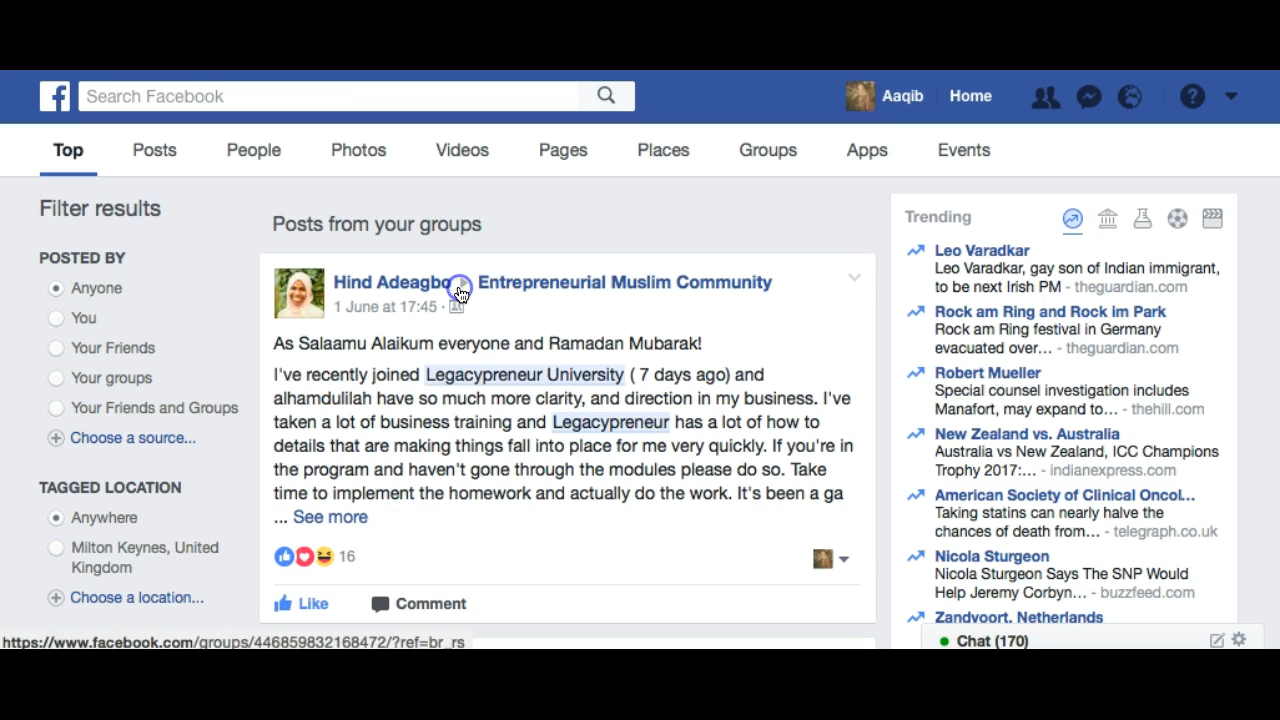 Search Facebook
Aaqib Home
Top Posts People Photos Videos Pages Places Groups Apps Events
Filter results
POSTED BY
Anyone
You
Your Friends
Your groups
Your Friends and Groups
Choose a source...
TAGGED LOCATION
Anywhere
Milton Keynes, United
Kingdom
Choose a location...
Posts from your groups
Hind Adeagbo Entrepreneurial Muslim Community
1 June at 17:45 ·
As Salaamu Alaikum everyone and Ramadan Mubarak!
I've recently joined Legacypreneur University ( 7 days ago) and
alhamdulilah have so much more clarity, and direction in my business. I've
taken a lot of business training and Legacypreneur has a lot of how to
details that are making things fall into place for me very quickly. If you're in
the program and haven't gone through the modules please do so. Take
time to implement the homework and actually do the work. It's been a ga
... See more
16
Like Comment
Trending
Leo Varadkar
Leo Varadkar, gay son of Indian immigrant,
to be next Irish PM - theguardian.com
Rock am Ring and Rock im Park
Rock am Ring festival in Germany
evacuated over... - theguardian.com
Robert Mueller
Special counsel investigation includes
Manafort, may expand to... - thehill.com
New Zealand vs. Australia
Australia vs New Zealand, ICC Champions
Trophy 2017:... - indianexpress.com
American Society of Clinical Oncol...
Taking statins can nearly halve the
chances of death from... - telegraph.co.uk
Nicola Sturgeon
Nicola Sturgeon Says The SNP Would
Help Jeremy Corbyn... - buzzfeed.com
Zandvoort, Netherlands
Chat (170)
https://www.facebook.com/groups/446859832168472/?ref=br_rs